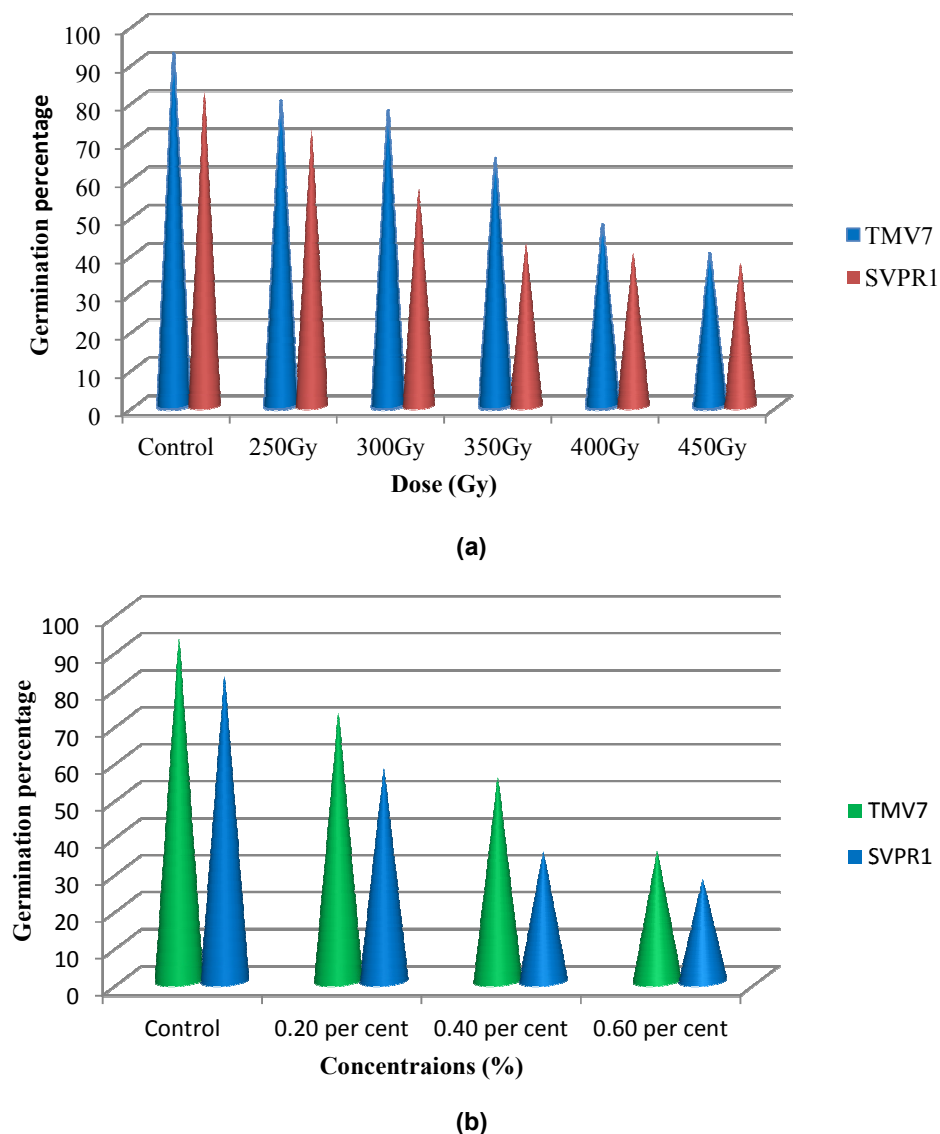 100
90
80
70
60
50
40
30
20
10
0
Germination percentage
Control 250Gy 300Gy 350Gy 400Gy 450Gy
Dose (Gy)
TMV7
SVPR1
(a)
100
90
80
70
60
50
40
30
20
10
0
Germination percentage
Control 0.20 per cent 0.40 per cent 0.60 per cent
Concentraions (%)
TMV7
SVPR1
(b)